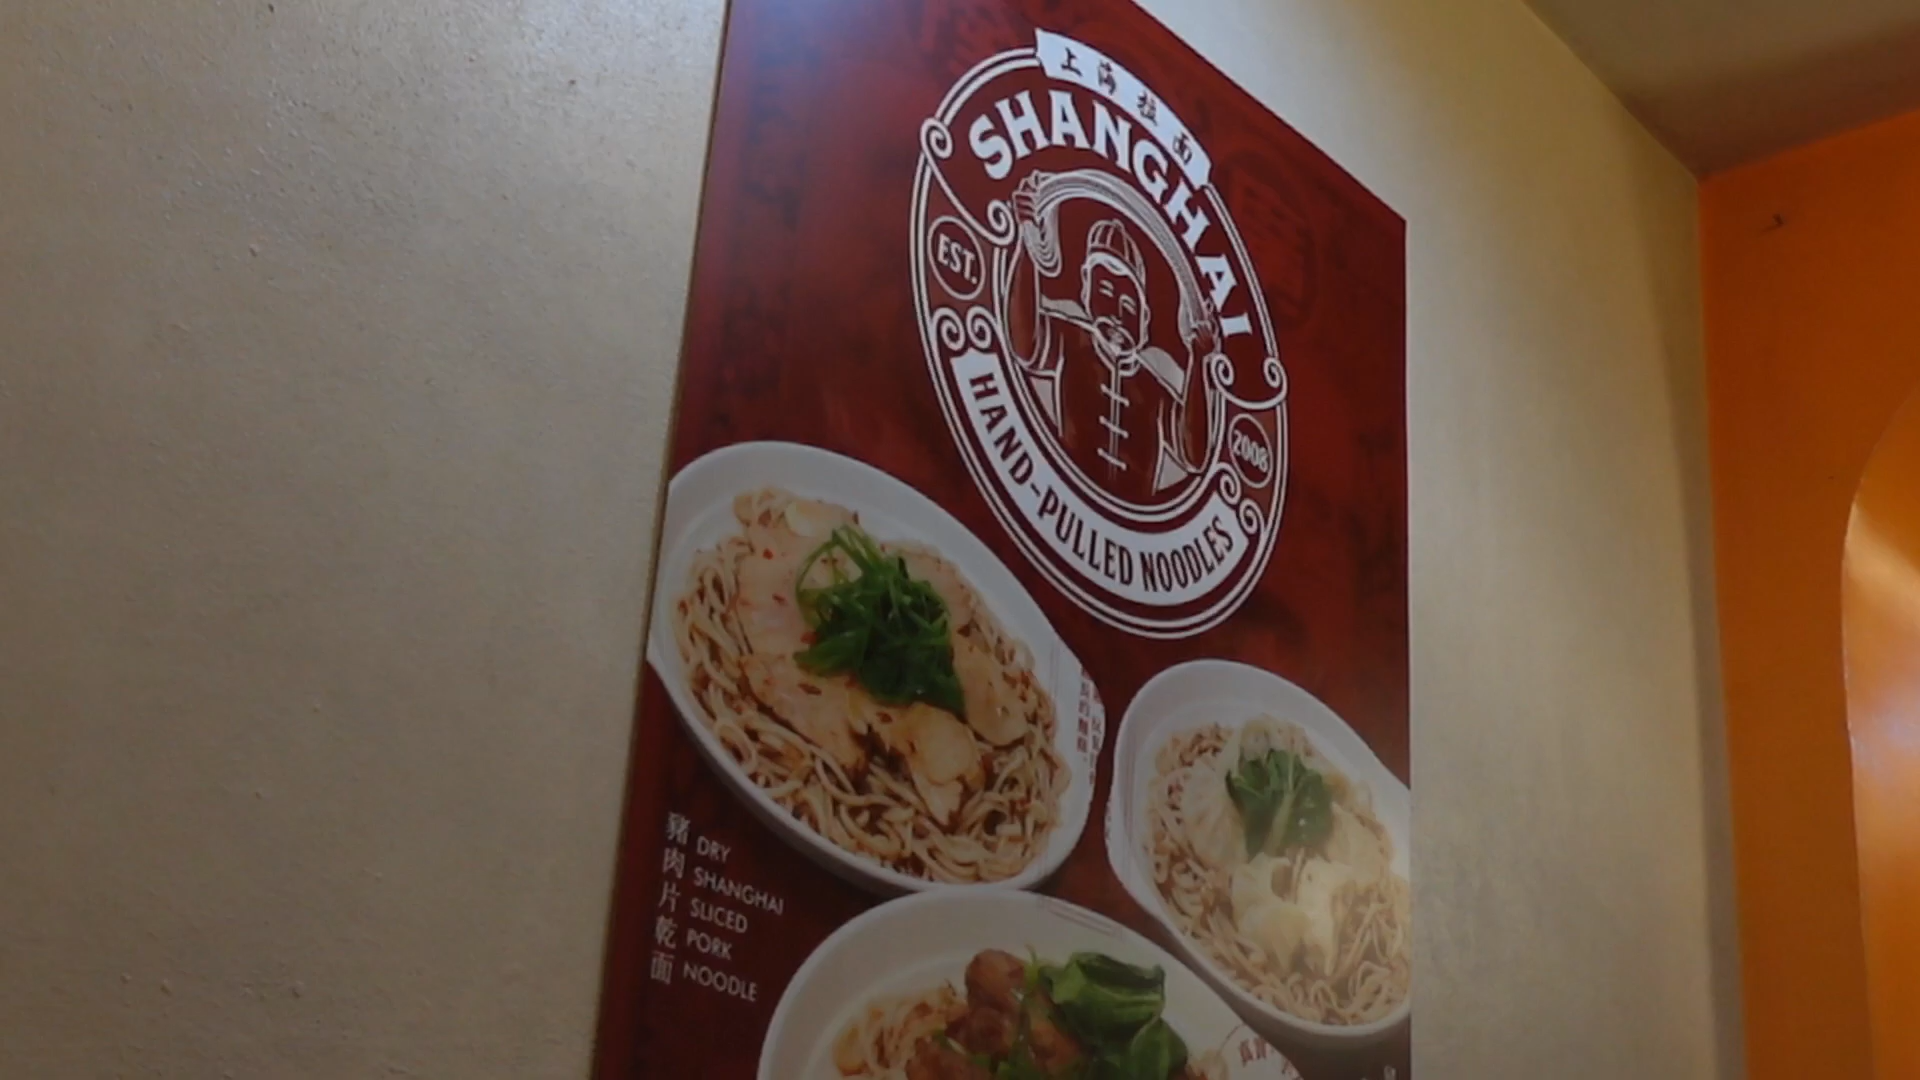 上海拉面
SHANGHAI
EST.
2008
HAND-PULLED NOODLES
豬肉片乾面
DRY
SHANGHAI
SLICED
PORK
NOODLE